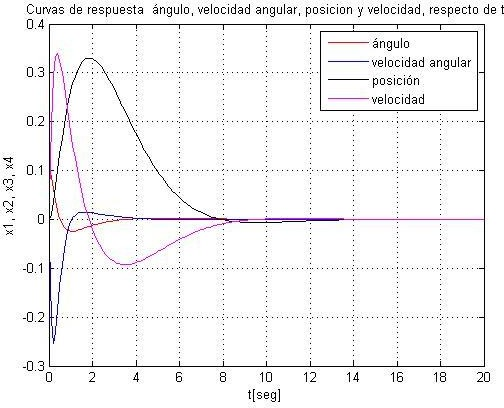 Curvas de respuesta ángulo, velocidad angular, posicion y velocidad, respecto de t
0.4
0.3
0.2
0.1
0
-0.1
-0.2
-0.3
x1, x2, x3, x4
ángulo
velocidad angular
posición
velocidad
0 2 4 6 8 10 12 14 16 18 20
t[seg]